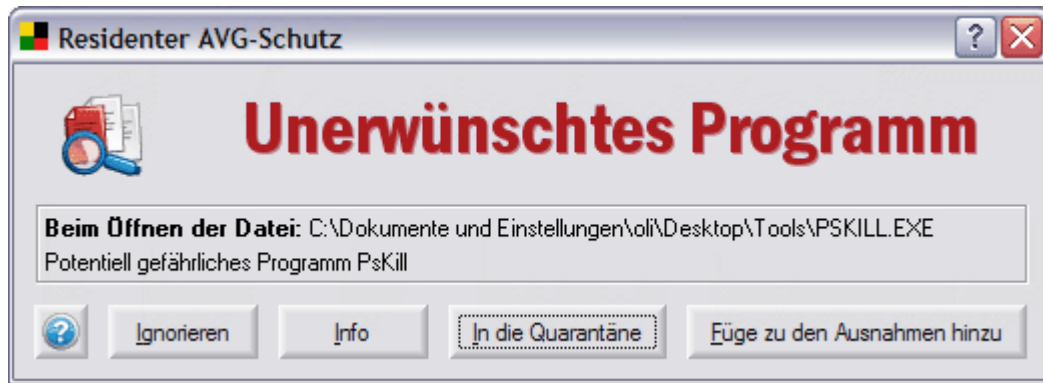 Residenter AVG-Schutz
Unerwünschtes Programm
Beim Öffnen der Datei: C:\Dokumente und Einstellungen\oli\Desktop\Tools\PSKILL.EXE
Potentiell gefährliches Programm PsKill
Ignorieren Info In die Quarantäne Füge zu den Ausnahmen hinzu